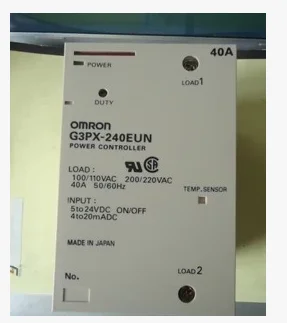 40A
POWER
LOAD1
DUTY
OMRON
G3PX-240EUN
POWER CONTROLLER
LOAD :
100/110VAC 200/220VAC
40A 50/60Hz
TEMP.SENSOR
INPUT :
5to24VDC ON/OFF
4to20mADC
MADE IN JAPAN
No.
LOAD2